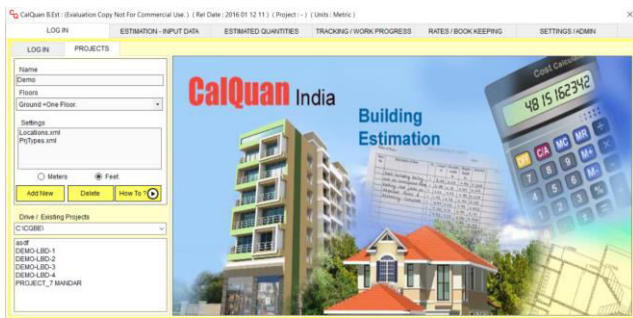 CalQuan B.Est : (Evaluation Copy Not For Commercial Use. ) ( Rel Date : 2016 01 12 11 ) ( Project : - ) ( Units : Metric )
LOG IN ESTIMATION - INPUT DATA ESTIMATED QUANTITIES TRACKING / WORK PROGRESS RATES / BOOK KEEPING SETTINGS / ADMIN
LOG IN PROJECTS
Name
Demo
Floors
Ground +One Floor.
Settings
Locations.xml
PrjTypes.xml
Meters Feet
Add New Delete How To ?
Drive / Existing Projects
C:\CQBE\
asdf
DEMO-LBD-1
DEMO-LBD-2
DEMO-LBD-3
DEMO-LBD-4
PROJECT_7 MANDAR
CalQuan India
Building
Estimation
Cost Calculator
48 15 162342
OFF C/A MC MR M- M+
7 8 9
4 5 6
1 2 3